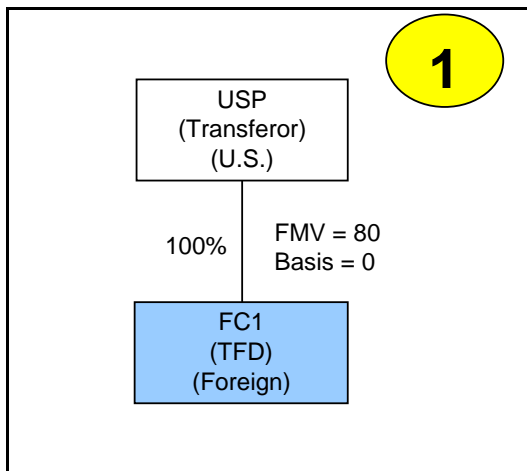 1
USP
(Transferor)
(U.S.)
100%
FMV = 80
Basis = 0
FC1
(TFD)
(Foreign)